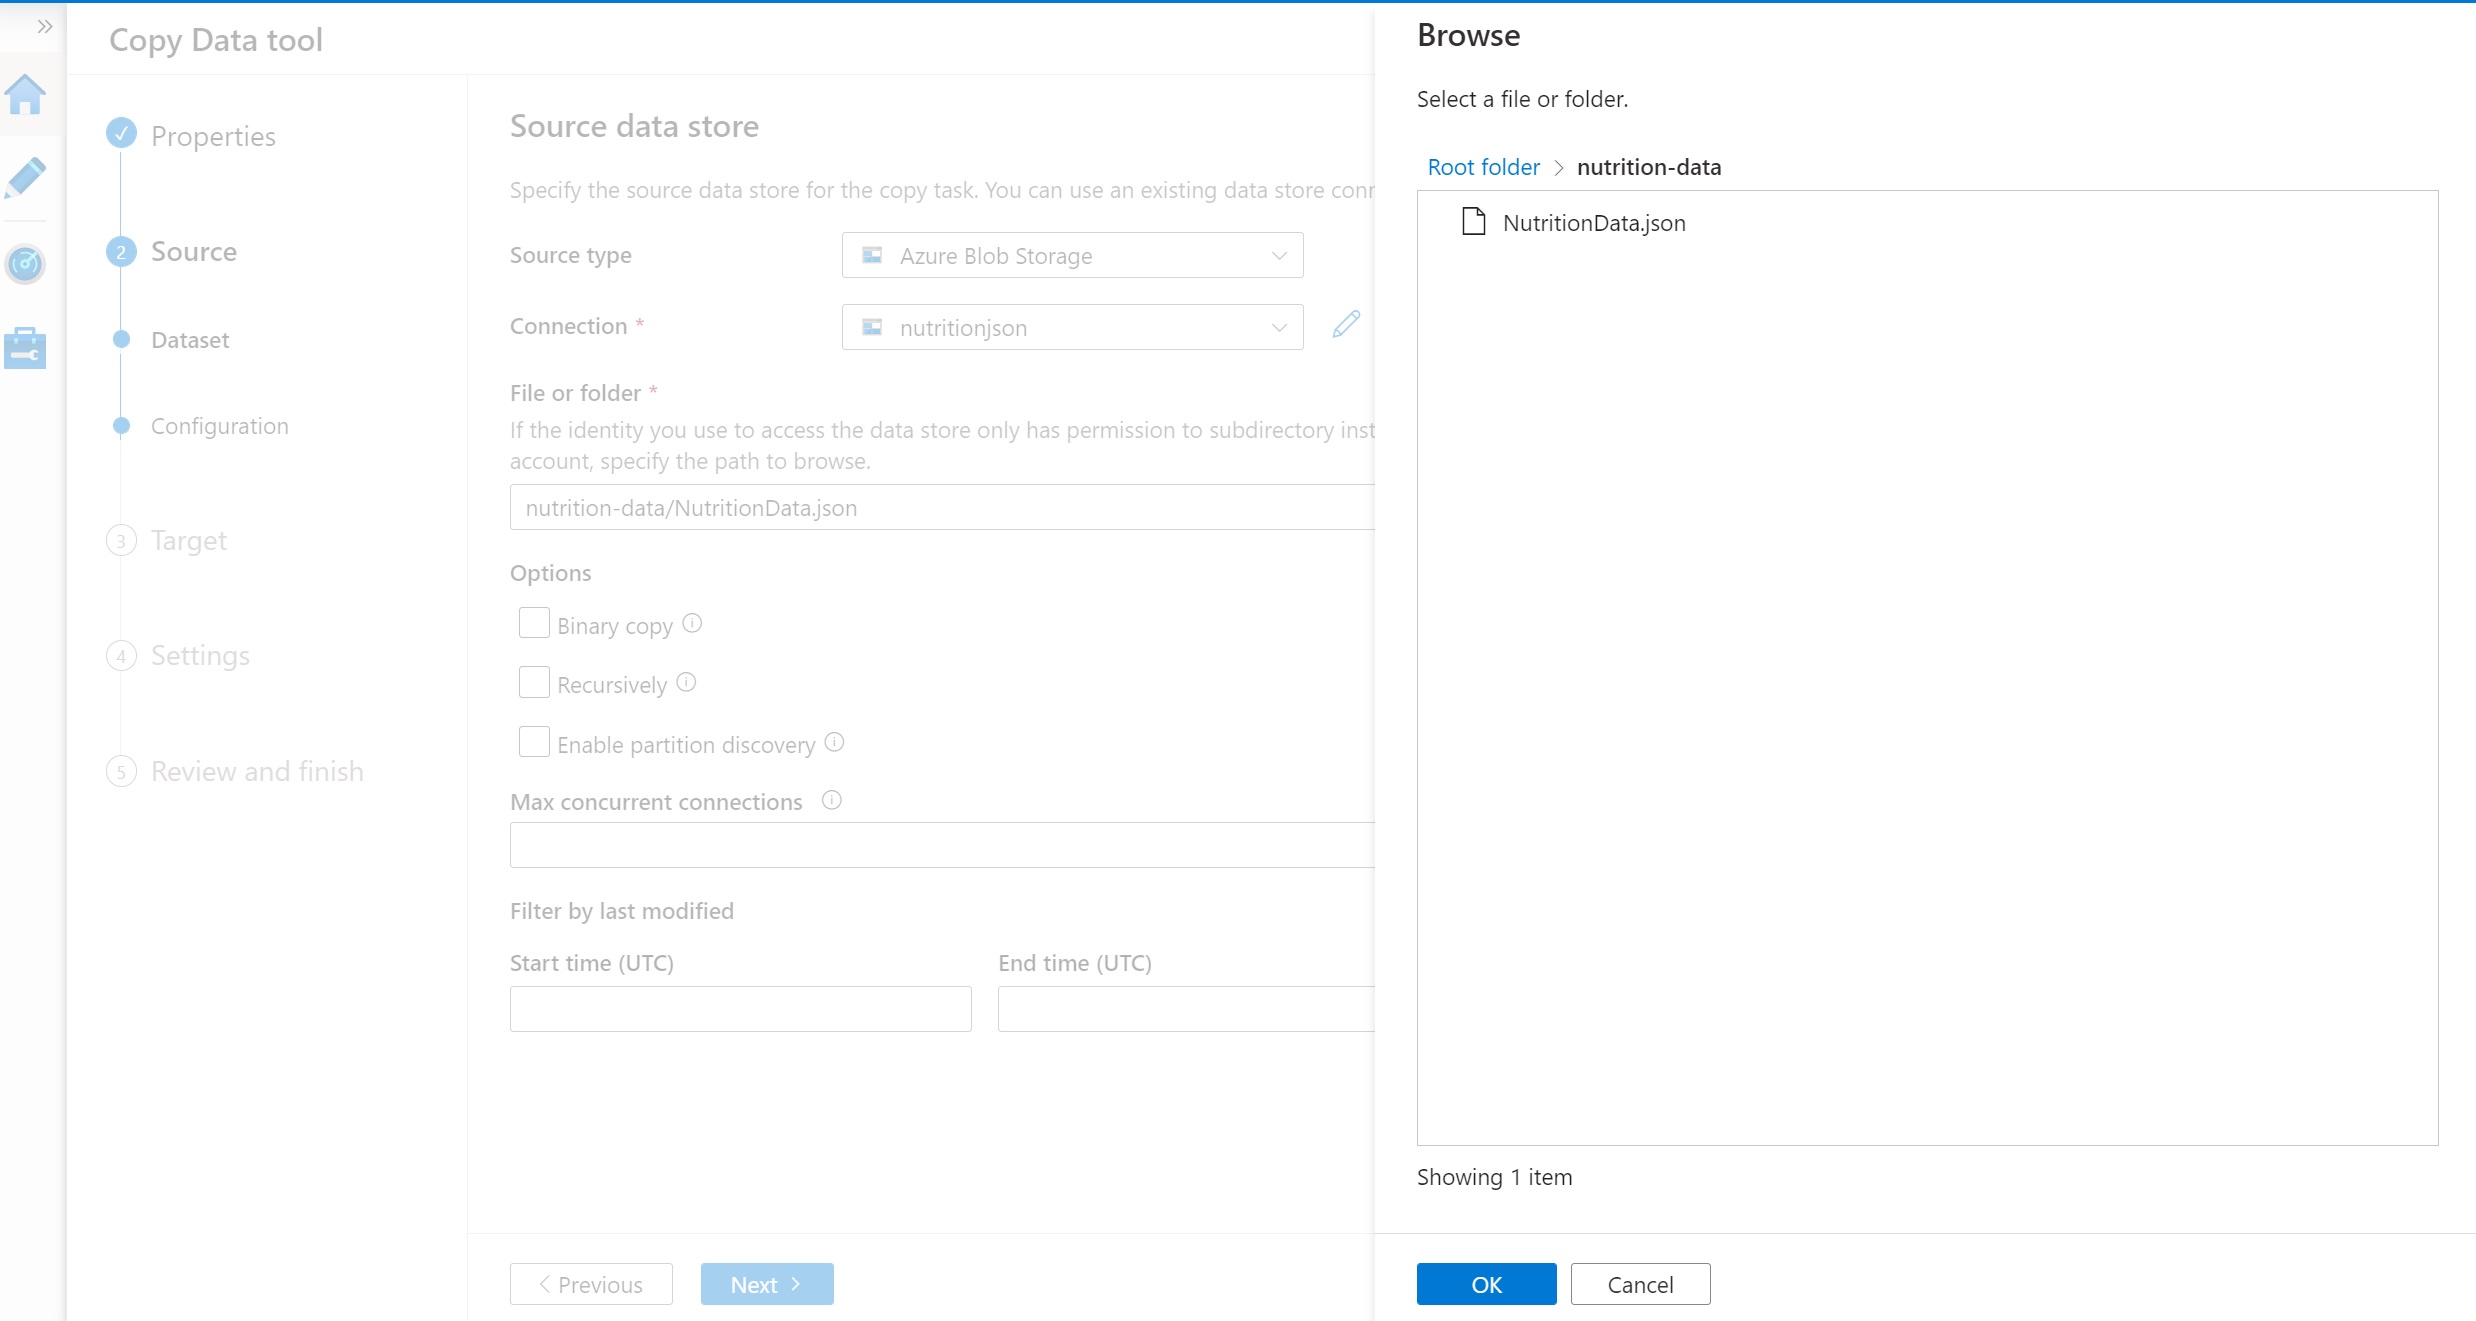 Copy Data tool
Properties
2 Source
Dataset
Configuration
3 Target
4 Settings
5 Review and finish
Source data store
Specify the source data store for the copy task. You can use an existing data store conn
Source type
Azure Blob Storage
Connection *
nutritionjson
File or folder *
If the identity you use to access the data store only has permission to subdirectory inst
account, specify the path to browse.
nutrition-data/NutritionData.json
Options
Binary copy
Recursively
Enable partition discovery
Max concurrent connections
Filter by last modified
Start time (UTC)
End time (UTC)
Previous
Next
Browse
Select a file or folder.
Root folder > nutrition-data
NutritionData.json
Showing 1 item
OK
Cancel